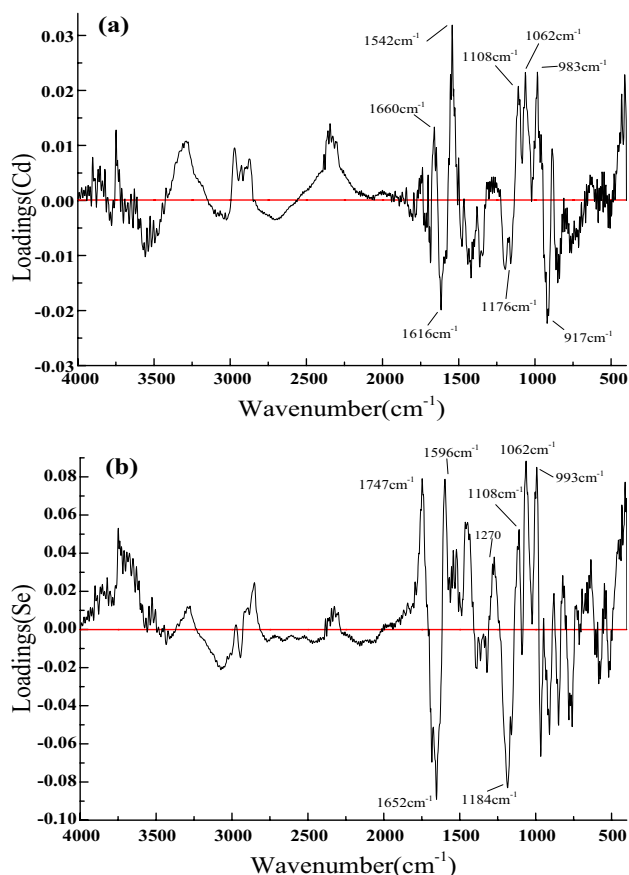 (a)
1542cm-1
1062cm-1
1108cm-1
983cm-1
1660cm-1
0.03
0.02
0.01
0.00
-0.01
-0.02
-0.03
Loadings(Cd)
1616cm-1
1176cm-1
917cm-1
4000 3500 3000 2500 2000 1500 1000 500
Wavenumber(cm-1)
(b)
1596cm-1
1062cm-1
1747cm-1
1108cm-1
993cm-1
1270
0.08
0.06
0.04
0.02
0.00
-0.02
-0.04
-0.06
-0.08
-0.10
Loadings(Se)
1652cm-1
1184cm-1
4000 3500 3000 2500 2000 1500 1000 500
Wavenumber(cm-1)